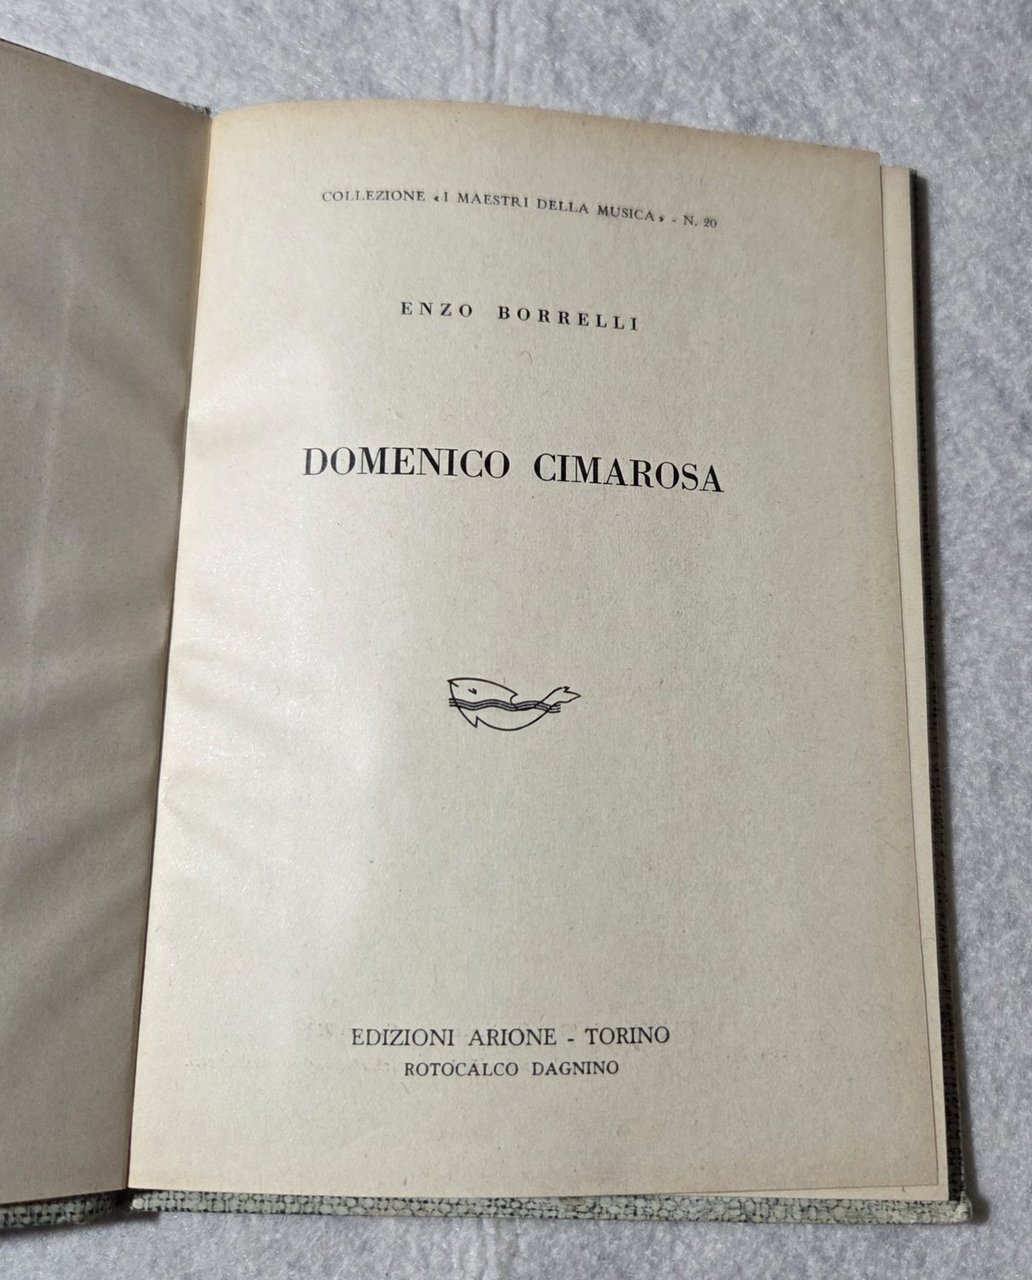 COLLEZIONE «I MAESTRI DELLA MUSICA» - N. 20
ENZO BORRELLI
DOMENICO CIMAROSA
EDIZIONI ARIONE - TORINO
ROTOCALCO DAGNINO